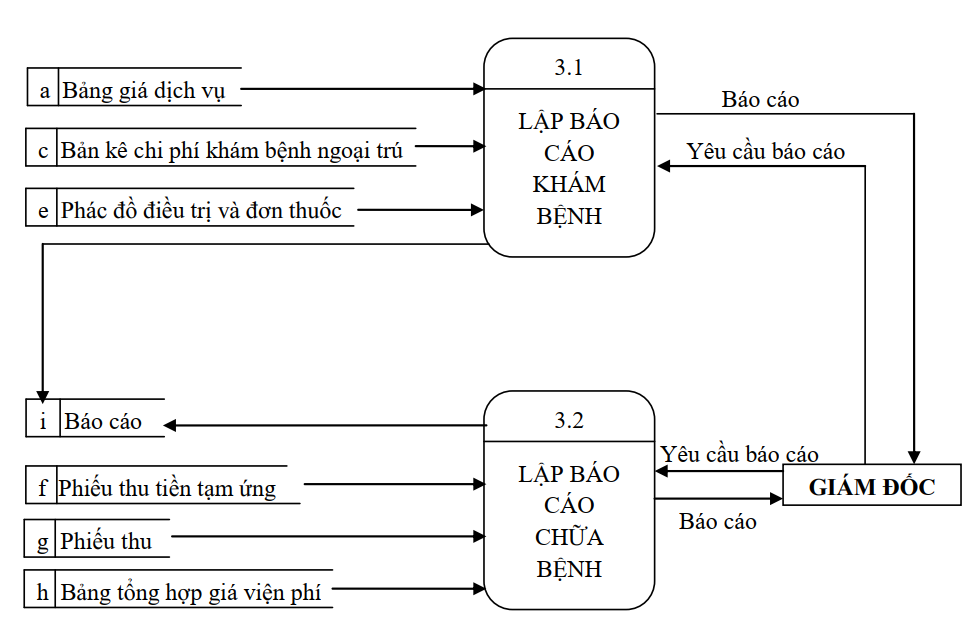 a Bảng giá dịch vụ
c Bản kê chi phí khám bệnh ngoại trú
e Phác đồ điều trị và đơn thuốc
3.1
LẬP BÁO
CÁO
KHÁM
BỆNH
Báo cáo
Yêu cầu báo cáo
i Báo cáo
f Phiếu thu tiền tạm ứng
g Phiếu thu
h Bảng tổng hợp giá viện phí
3.2
LẬP BÁO
CÁO
CHỮA
BỆNH
Yêu cầu báo cáo
Báo cáo
GIÁM ĐỐC